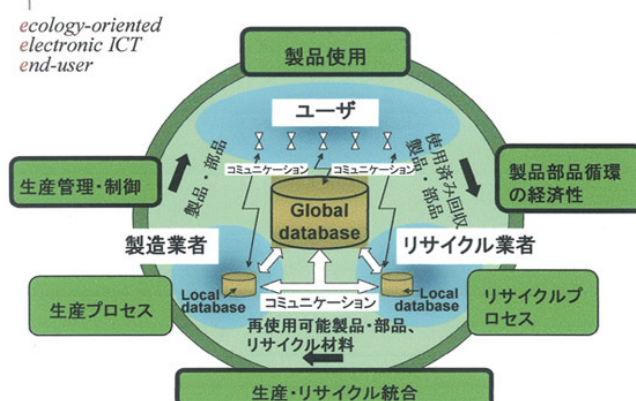 ecology-oriented
electronic ICT
end-user
製品使用
ユーザ
コミュニケーション
コミュニケーション
製品・部品
使用済み回収
製品・部品
生産管理・制御
製品部品循環
の経済性
Global
database
製造業者
リサイクル業者
生産プロセス
Local
database
コミュニケーション
Local
database
リサイクルプ
ロセス
再使用可能製品・部品、
リサイクル材料
生産・リサイクル統合